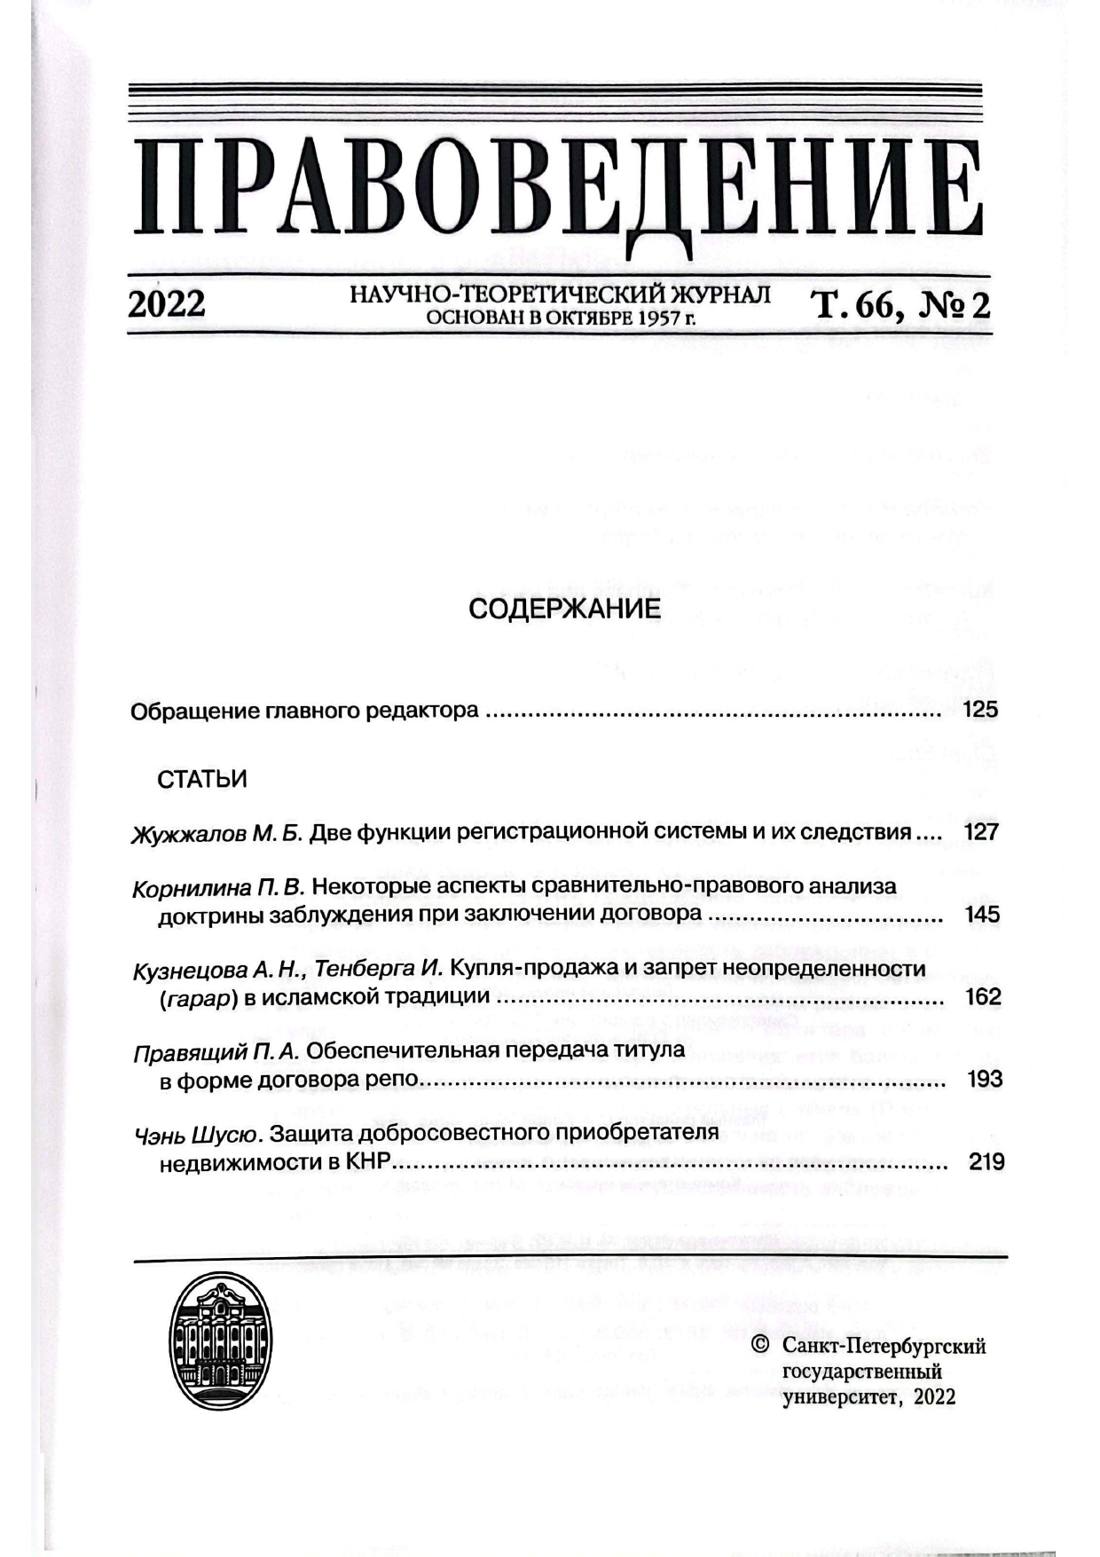 ПРАВОВЕДЕНИЕ
2022 НАУЧНО-ТЕОРЕТИЧЕСКИЙ ЖУРНАЛ Т. 66, № 2
ОСНОВАН В ОКТЯБРЕ 1957 г.
СОДЕРЖАНИЕ
Обращение главного редактора ................................................................ 125
СТАТЬИ
Жужжалов М. Б. Две функции регистрационной системы и их следствия .... 127
Корнилина П. В. Некоторые аспекты сравнительно-правового анализа
доктрины заблуждения при заключении договора ................................. 145
Кузнецова А. Н., Тенберга И. Купля-продажа и запрет неопределенности
(гарар) в исламской традиции ............................................................... 162
Правящий П. А. Обеспечительная передача титула
в форме договора репо.......................................................................... 193
Чэнь Шусю. Защита добросовестного приобретателя
недвижимости в КНР.............................................................................. 219
© Санкт-Петербургский
государственный
университет, 2022